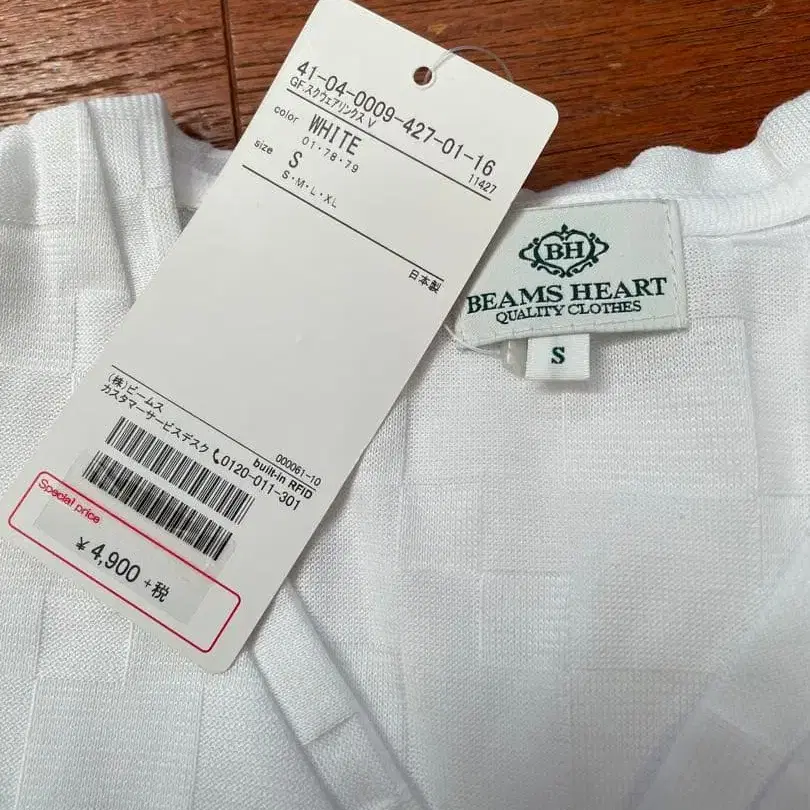 41-04-0009-427-01-16
GF.スクウェアリンクス V
11427
color WHITE
01・78・79
size S
S・M・L・XL
日本製
(株)ビームス
カスタマーサービスデスク 0120-011-301
000061-10
built-in RFID
Special price
¥4,900 +税
BH
BEAMS HEART
QUALITY CLOTHES
S